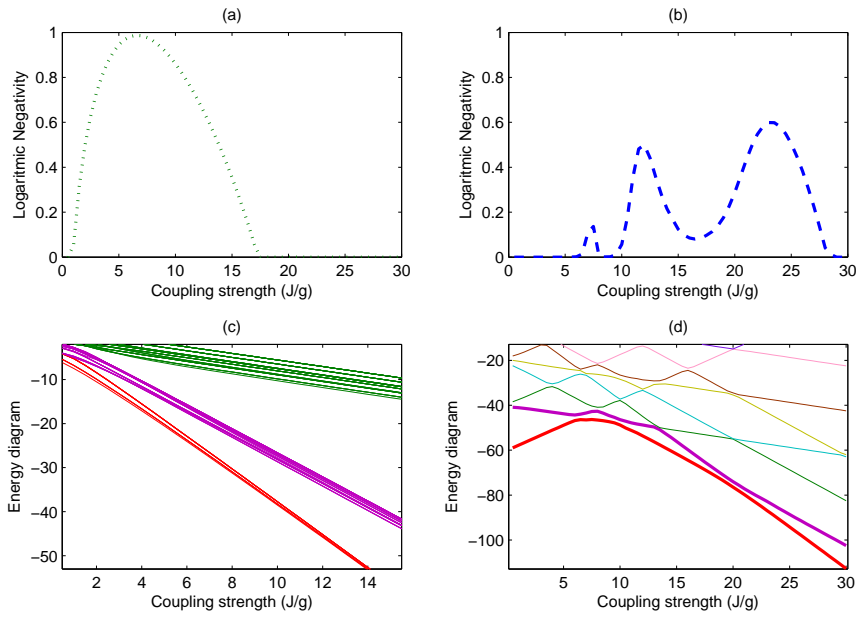 (a)
Logaritmic Negativity
1
0.8
0.6
0.4
0.2
0
0 5 10 15 20 25 30
Coupling strength (J/g)
(b)
Logaritmic Negativity
1
0.8
0.6
0.4
0.2
0
0 5 10 15 20 25 30
Coupling strength (J/g)
(c)
Energy diagram
−10
−20
−30
−40
−50
2 4 6 8 10 12 14
Coupling strength (J/g)
(d)
Energy diagram
−20
−40
−60
−80
−100
5 10 15 20 25 30
Coupling strength (J/g)